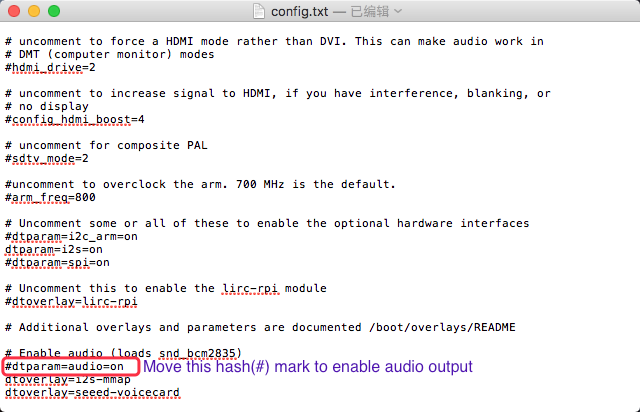 config.txt — 已编辑
# uncomment to force a HDMI mode rather than DVI. This can make audio work in
# DMT (computer monitor) modes
#hdmi_drive=2
# uncomment to increase signal to HDMI, if you have interference, blanking, or
# no display
#config_hdmi_boost=4
# uncomment for composite PAL
#sdtv_mode=2
#uncomment to overclock the arm. 700 MHz is the default.
#arm_freq=800
# Uncomment some or all of these to enable the optional hardware interfaces
#dtparam=i2c_arm=on
dtparam=i2s=on
#dtparam=spi=on
# Uncomment this to enable the lirc-rpi module
#dtoverlay=lirc-rpi
# Additional overlays and parameters are documented /boot/overlays/README
# Enable audio (loads snd_bcm2835)
#dtparam=audio=on Move this hash(#) mark to enable audio output
dtoverlay=i2s-mmap
dtoverlay=seeed-voicecard